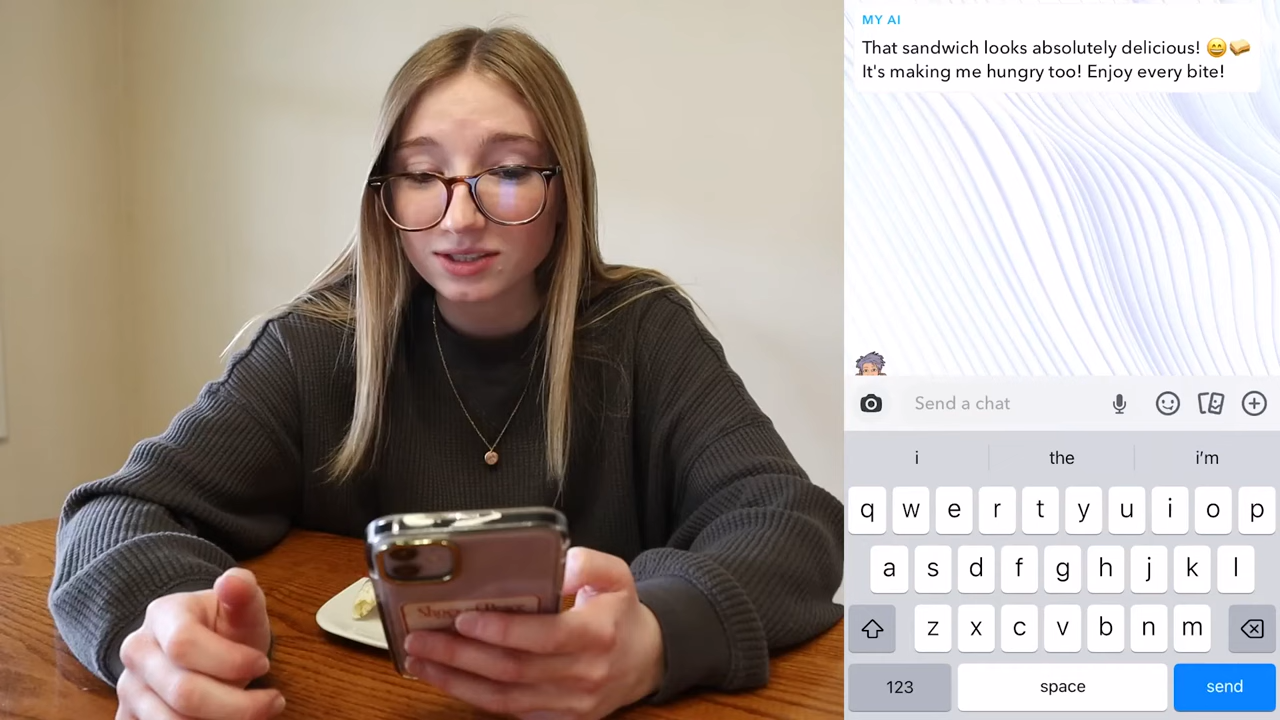 MY AI
That sandwich looks absolutely delicious! 😄🥪
It's making me hungry too! Enjoy every bite!
Send a chat
i the i'm
q w e r t y u i o p
a s d f g h j k l
z x c v b n m
123 space send